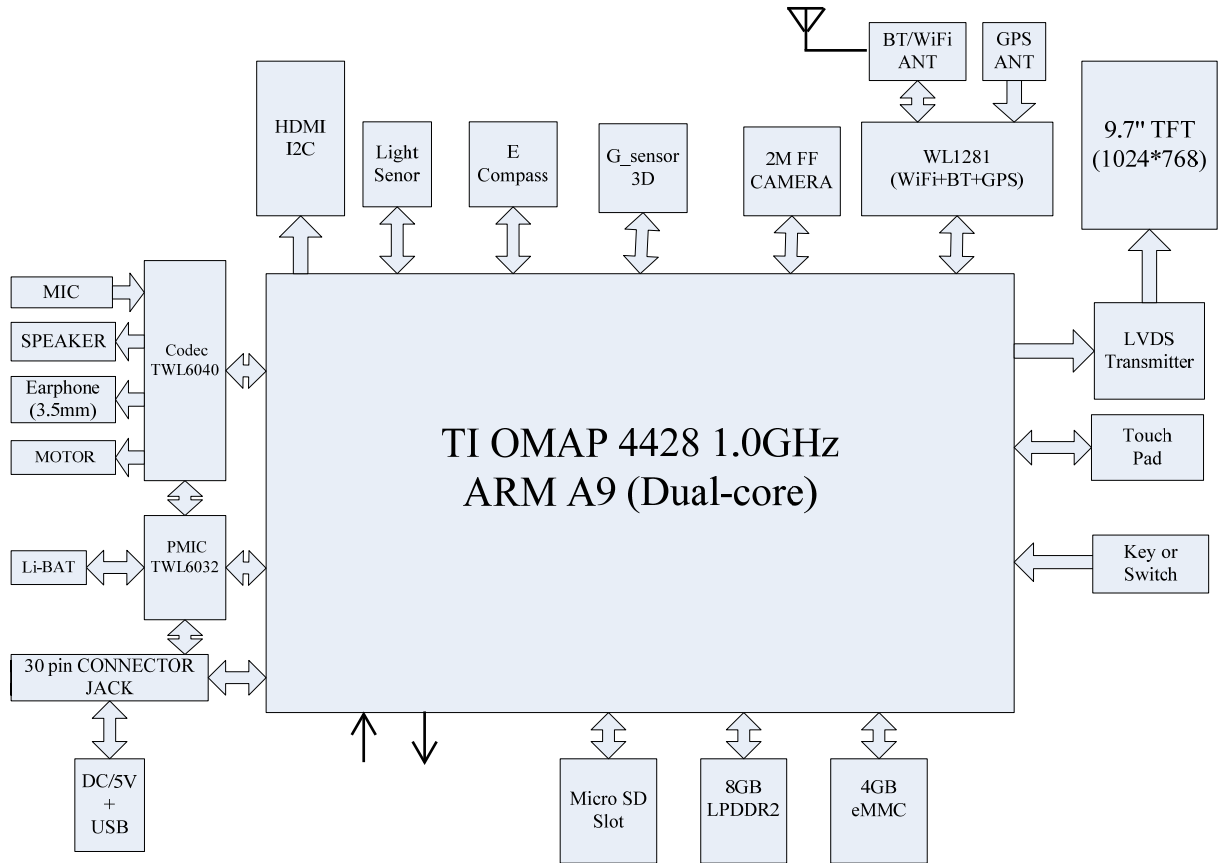 BT/WiFi
ANT
GPS
ANT
HDMI
I2C
Light
Senor
E
Compass
G_sensor
3D
2M FF
CAMERA
WL1281
(WiFi+BT+GPS)
9.7" TFT
(1024*768)
MIC
SPEAKER
Earphone
(3.5mm)
MOTOR
Codec
TWL6040
LVDS
Transmitter
TI OMAP 4428 1.0GHz
ARM A9 (Dual-core)
Touch
Pad
Li-BAT
PMIC
TWL6032
Key or
Switch
30 pin CONNECTOR
JACK
DC/5V
+
USB
Micro SD
Slot
8GB
LPDDR2
4GB
eMMC